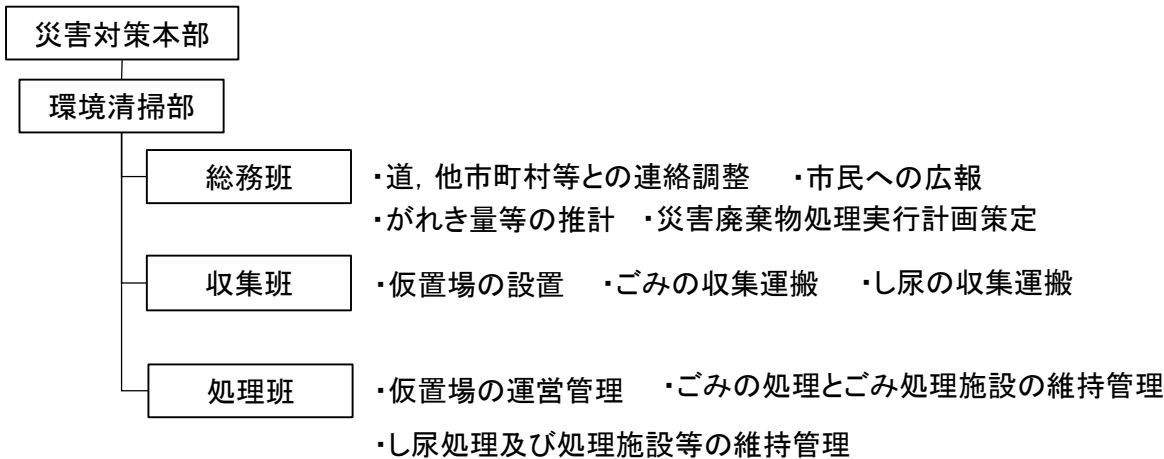 災害対策本部
環境清掃部
総務班 ・道，他市町村等との連絡調整 ・市民への広報
・がれき量等の推計 ・災害廃棄物処理実行計画策定
収集班 ・仮置場の設置 ・ごみの収集運搬 ・し尿の収集運搬
処理班 ・仮置場の運営管理 ・ごみの処理とごみ処理施設の維持管理
・し尿処理及び処理施設等の維持管理